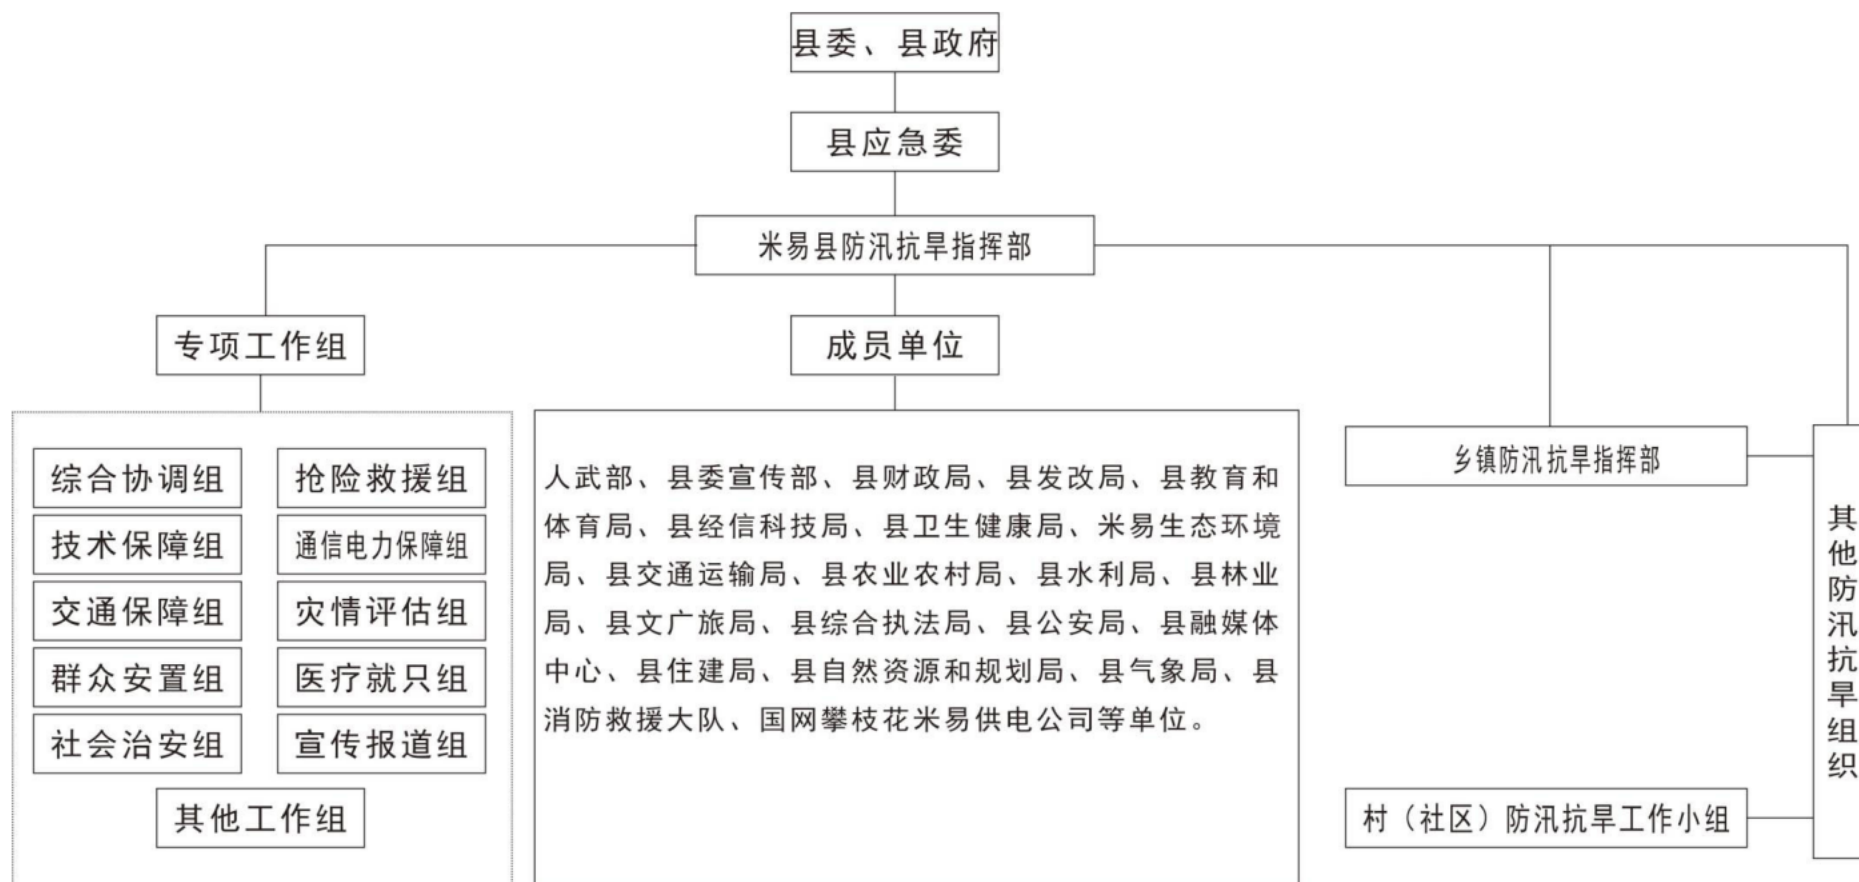 县委、县政府
县应急委
米易县防汛抗旱指挥部
专项工作组
成员单位
综合协调组
抢险救援组
技术保障组
通信电力保障组
交通保障组
灾情评估组
群众安置组
医疗就只组
社会治安组
宣传报道组
其他工作组
人武部、县委宣传部、县财政局、县发改局、县教育和
体育局、县经信科技局、县卫生健康局、米易生态环境
局、县交通运输局、县农业农村局、县水利局、县林业
局、县文广旅局、县综合执法局、县公安局、县融媒体
中心、县住建局、县自然资源和规划局、县气象局、县
消防救援大队、国网攀枝花米易供电公司等单位。
乡镇防汛抗旱指挥部
村（社区）防汛抗旱工作小组
其他防汛抗旱组织